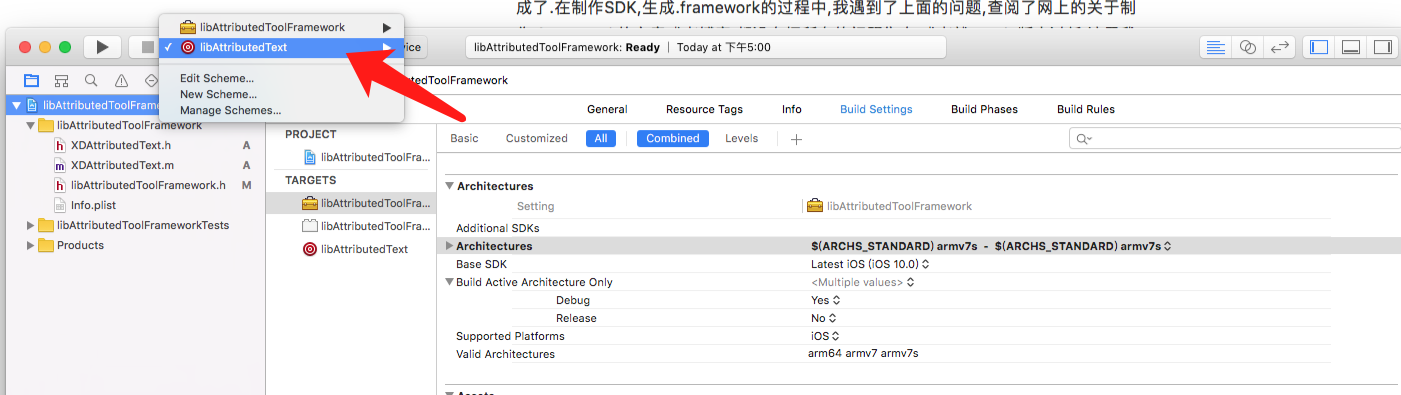 成了.在制作SDK,生成.framework的过程中,我遇到了上面的问题,查阅了网上的关于制
libAttributedToolFramework
libAttributedText
vice
libAttributedToolFramework: Ready | Today at 下午5:00
Edit Scheme...
New Scheme...
Manage Schemes...
utedToolFramework
libAttributedToolFrame
General Resource Tags Info Build Settings Build Phases Build Rules
libAttributedToolFramework
XDAttributedText.h A
XDAttributedText.m A
libAttributedToolFramework.h M
Info.plist
libAttributedToolFrameworkTests
Products
PROJECT
libAttributedToolFra...
TARGETS
libAttributedToolFra...
libAttributedToolFra...
libAttributedText
Basic Customized All Combined Levels
Architectures
Setting libAttributedToolFramework
Additional SDKs
Architectures $(ARCHS_STANDARD) armv7s - $(ARCHS_STANDARD) armv7s
Base SDK Latest iOS (iOS 10.0)
Build Active Architecture Only <Multiple values>
Debug Yes
Release No
Supported Platforms iOS
Valid Architectures arm64 armv7 armv7s